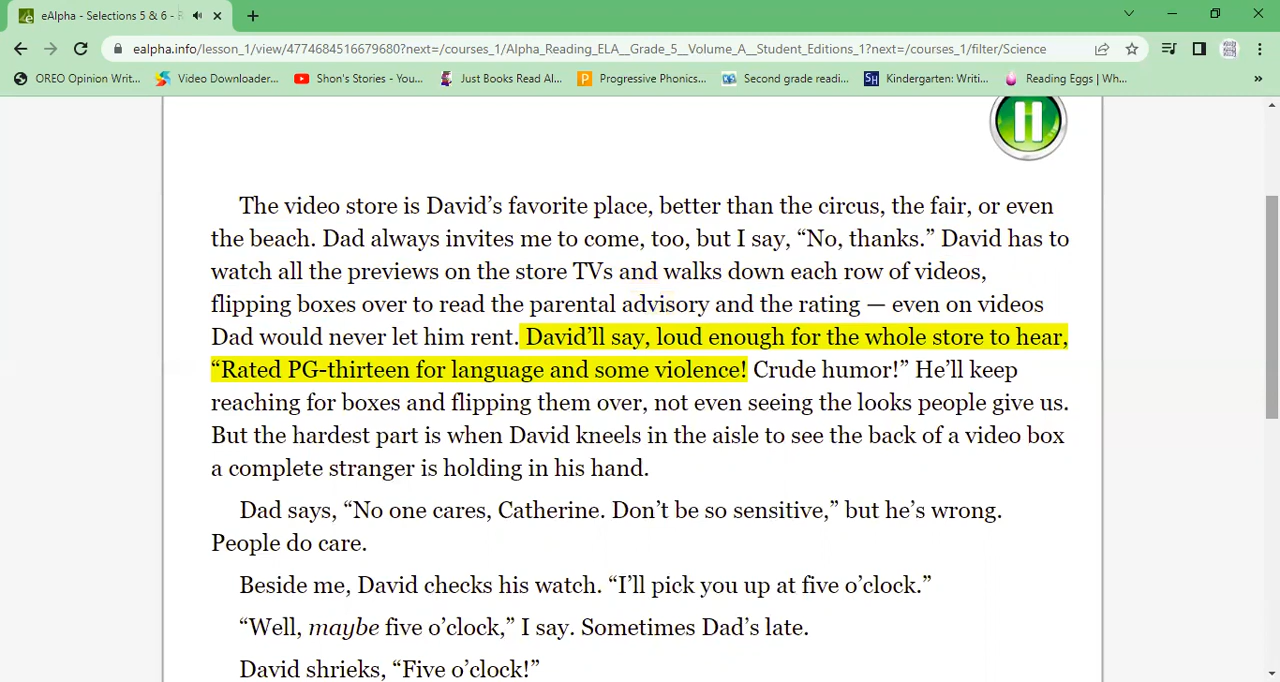 eAlpha - Selections 5 & 6 -
ealpha.info/lesson_1/view/4774684516679680?next=/courses_1/Alpha_Reading_ELA__Grade_5__Volume_A__Student_Editions_1?next=/courses_1/filter/Science
OREO Opinion Writ... Video Downloader... Shon's Stories - You... Just Books Read Al... Progressive Phonics... Second grade readi... Kindergarten: Writi... Reading Eggs | Wh... »
The video store is David’s favorite place, better than the circus, the fair, or even
the beach. Dad always invites me to come, too, but I say, “No, thanks.” David has to
watch all the previews on the store TVs and walks down each row of videos,
flipping boxes over to read the parental advisory and the rating — even on videos
Dad would never let him rent. David’ll say, loud enough for the whole store to hear,
“Rated PG-thirteen for language and some violence! Crude humor!” He’ll keep
reaching for boxes and flipping them over, not even seeing the looks people give us.
But the hardest part is when David kneels in the aisle to see the back of a video box
a complete stranger is holding in his hand.
Dad says, “No one cares, Catherine. Don’t be so sensitive,” but he’s wrong.
People do care.
Beside me, David checks his watch. “I’ll pick you up at five o’clock.”
“Well, maybe five o’clock,” I say. Sometimes Dad’s late.
David shrieks, “Five o’clock!”